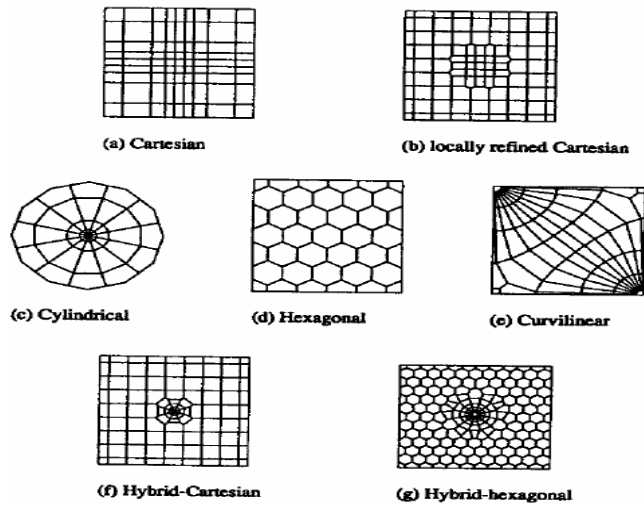 (a) Cartesian
(b) locally refined Cartesian
(c) Cylindrical
(d) Hexagonal
(e) Curvilinear
(f) Hybrid-Cartesian
(g) Hybrid-hexagonal